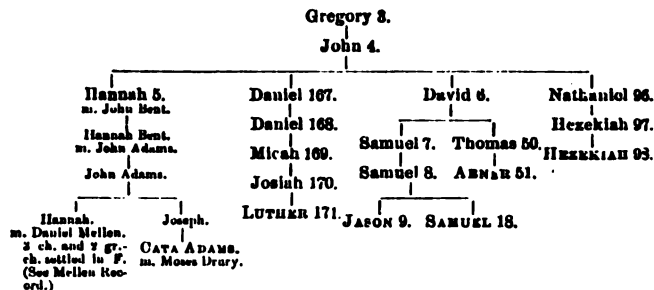 Gregory 3.
John 4.
Hannah 5.
m. John Bent.
Hannah Bent.
m. John Adams.
John Adams.
Hannah.
m. Daniel Mellen.
3 ch. and 7 gr.-
ch. settled in F.
(See Mellen Rec-
ord.)
Joseph.
CATA ADAMS.
m. Moses Drury.
Daniel 167.
Daniel 168.
Micah 169.
Josiah 170.
LUTHER 171.
David 6.
Samuel 7.
Samuel 8.
JASON 9.
SAMUEL 18.
Thomas 50.
ABNER 51.
Nathaniel 96.
Hezekiah 97.
HEZEKIAH 98.